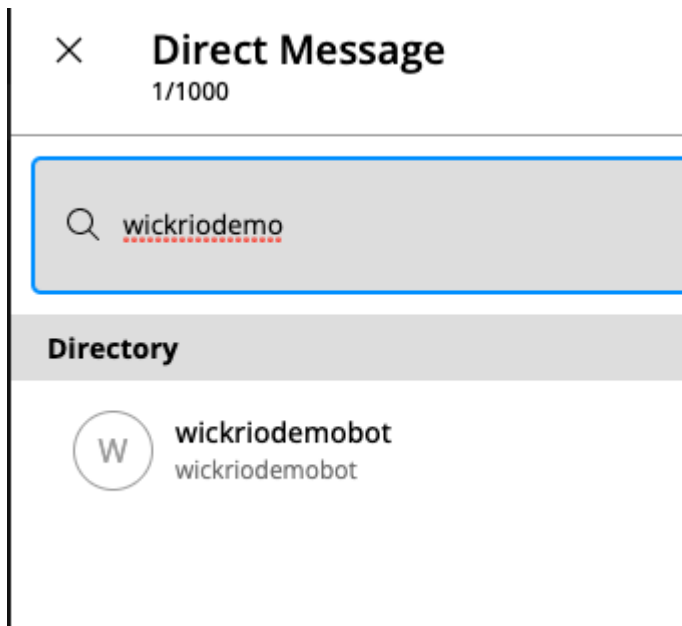 Direct Message
1/1000
wickriodemo
Directory
W
wickriodemobot
wickriodemobot